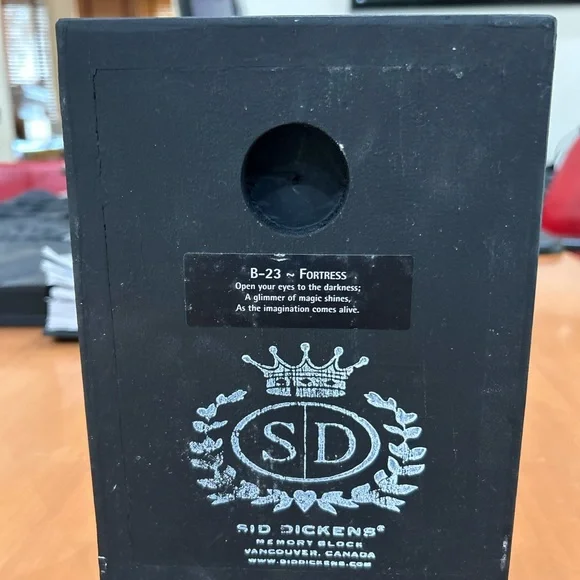 B-23 ~ FORTRESS
Open your eyes to the darkness;
A glimmer of magic shines,
As the imagination comes alive.
S D
SID DICKENS®
MEMORY BLOCK
VANCOUVER, CANADA
WWW.SIDDICKENS.COM